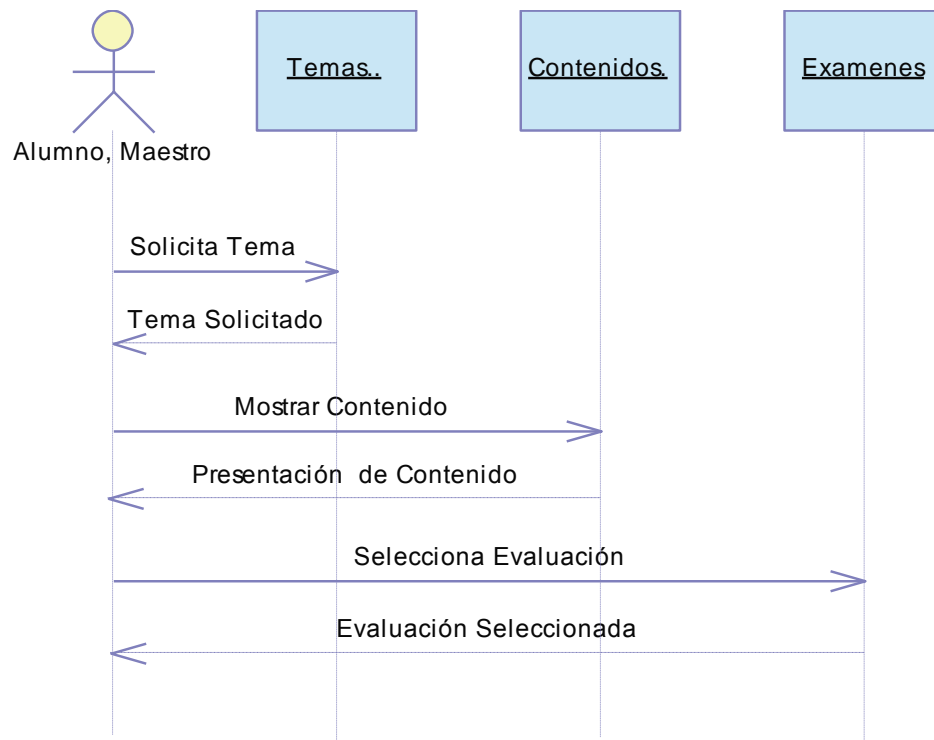 Temas..
Contenidos.
Examenes
Alumno, Maestro
Solicita Tema
Tema Solicitado
Mostrar Contenido
Presentación de Contenido
Selecciona Evaluación
Evaluación Seleccionada